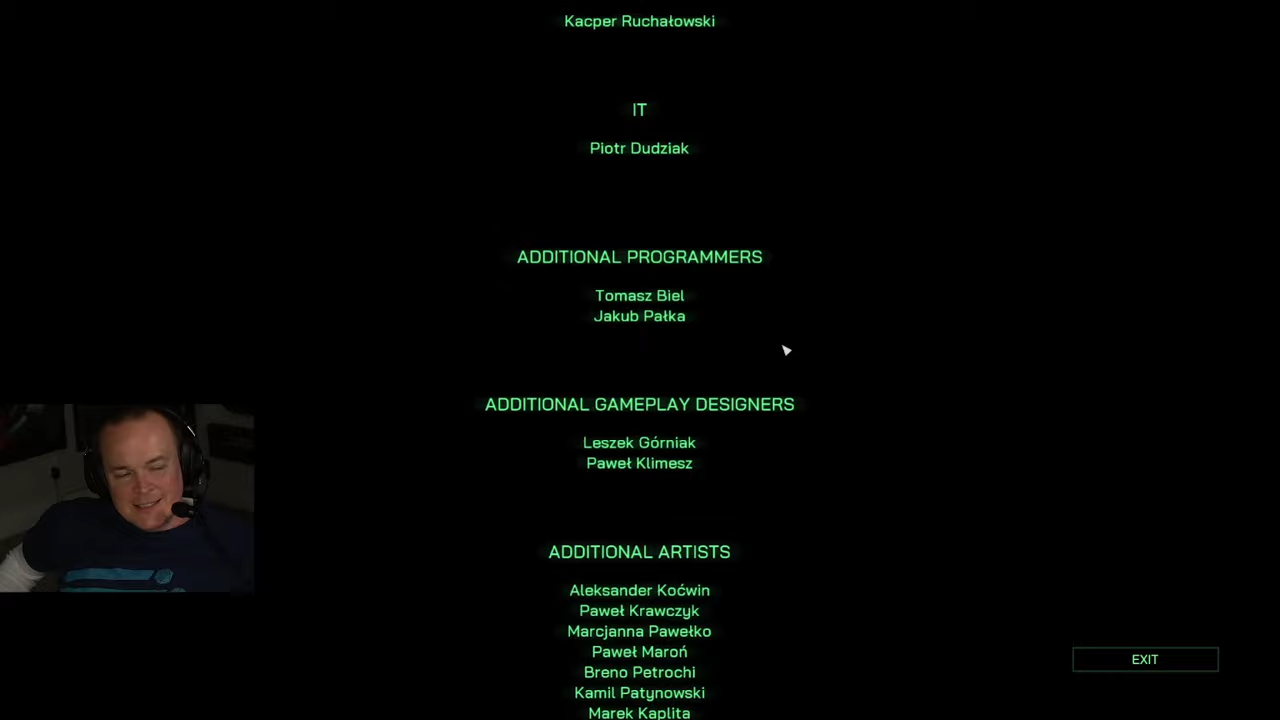 Kacper Ruchałowski
IT
Piotr Dudziak
ADDITIONAL PROGRAMMERS
Tomasz Biel
Jakub Pałka
ADDITIONAL GAMEPLAY DESIGNERS
Leszek Górniak
Paweł Klimesz
ADDITIONAL ARTISTS
Aleksander Koćwin
Paweł Krawczyk
Marcjanna Pawełko
Paweł Maroń
Breno Petrochi
Kamil Patynowski
Marek Kaplita
EXIT